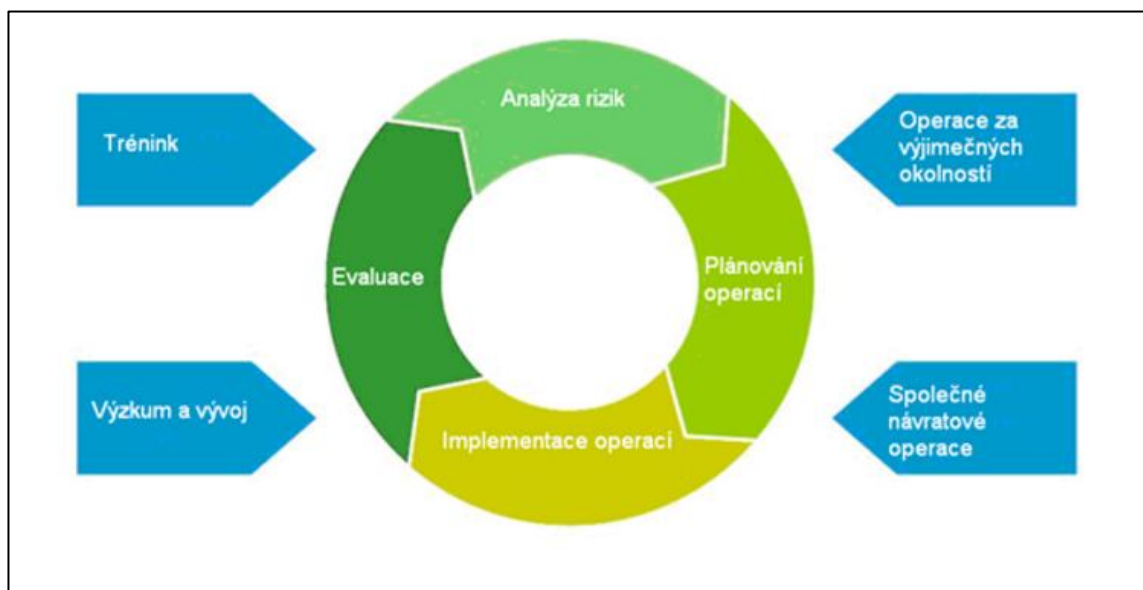 Analýza rizik
Trénink
Operace za
výjimečných
okolností
Evaluace
Plánování
operací
Výzkum a vývoj
Implementace operací
Společné
návratové
operace